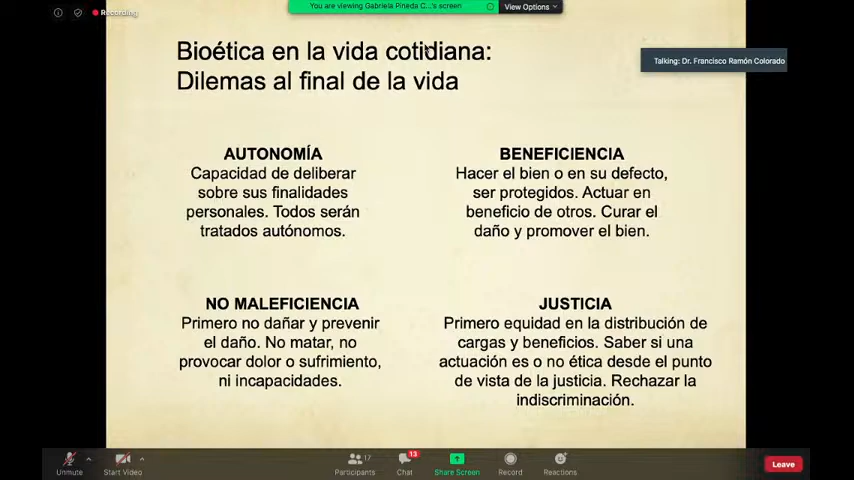 Recording
You are viewing Gabriela Pineda C...'s screen
View Options
Talking: Dr. Francisco Ramón Colorado
Bioética en la vida cotidiana:
Dilemas al final de la vida
AUTONOMÍA
Capacidad de deliberar
sobre sus finalidades
personales. Todos serán
tratados autónomos.
BENEFICIENCIA
Hacer el bien o en su defecto,
ser protegidos. Actuar en
beneficio de otros. Curar el
daño y promover el bien.
NO MALEFICIENCIA
Primero no dañar y prevenir
el daño. No matar, no
provocar dolor o sufrimiento,
ni incapacidades.
JUSTICIA
Primero equidad en la distribución de
cargas y beneficios. Saber si una
actuación es o no ética desde el punto
de vista de la justicia. Rechazar la
indiscriminación.
Unmute
Start Video
17
Participants
13
Chat
Share Screen
Record
Reactions
Leave